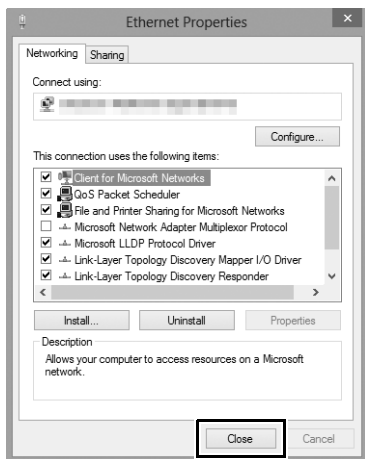 Ethernet Properties
Networking Sharing
Connect using:
Configure...
This connection uses the following items:
Client for Microsoft Networks
QoS Packet Scheduler
File and Printer Sharing for Microsoft Networks
Microsoft Network Adapter Multiplexor Protocol
Microsoft LLDP Protocol Driver
Link-Layer Topology Discovery Mapper I/O Driver
Link-Layer Topology Discovery Responder
Install... Uninstall Properties
Description
Allows your computer to access resources on a Microsoft
network.
Close Cancel